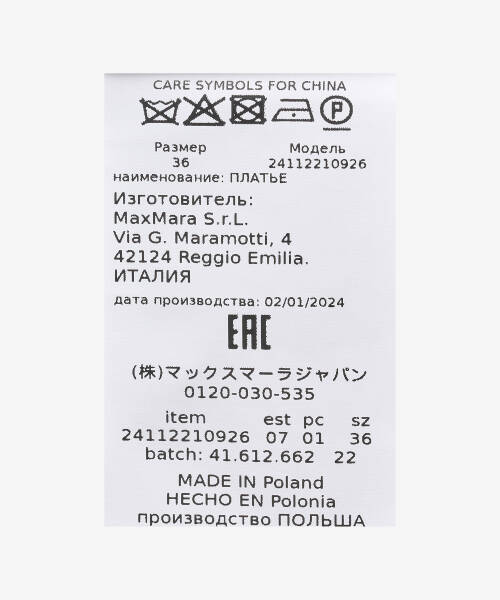 CARE SYMBOLS FOR CHINA
P
Размер Модель
36 24112210926
наименование: ПЛАТЬЕ
Изготовитель:
MaxMara S.r.L.
Via G. Maramotti, 4
42124 Reggio Emilia.
ИТАЛИЯ
дата производства: 02/01/2024
EAC
(株)マックスマーラジャパン
0120-030-535
item est pc sz
24112210926 07 01 36
batch: 41.612.662 22
MADE IN Poland
HECHO EN Polonia
производство ПОЛЬША